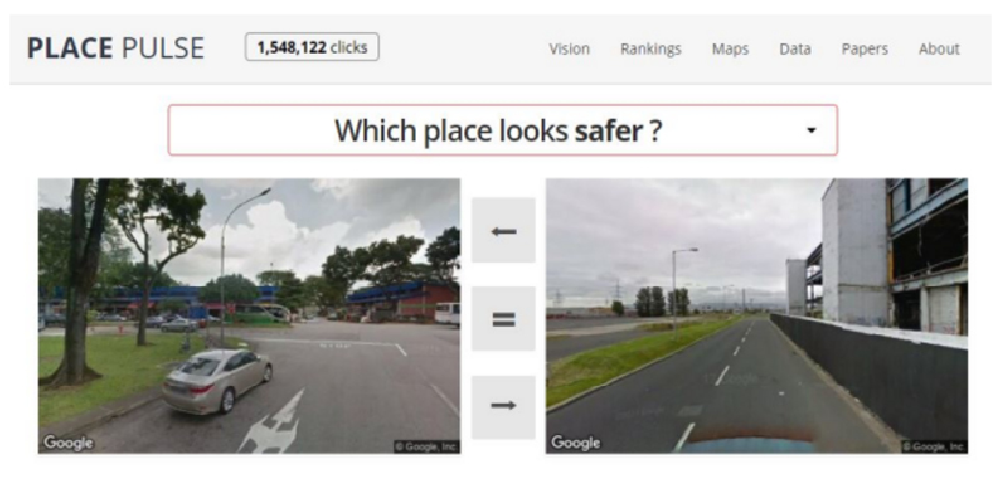 PLACE PULSE
1,548,122 clicks
Vision Rankings Maps Data Papers About
Which place looks safer ?
Google
© Google, Inc
Google
© Google, Inc